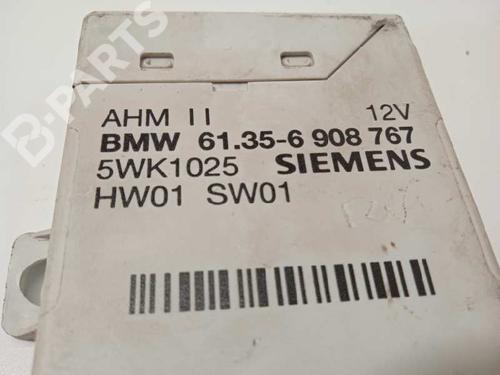 B-PARTS
AHM II 12V
BMW 61.35-6 908 767
5WK1025 SIEMENS
HW01 SW01